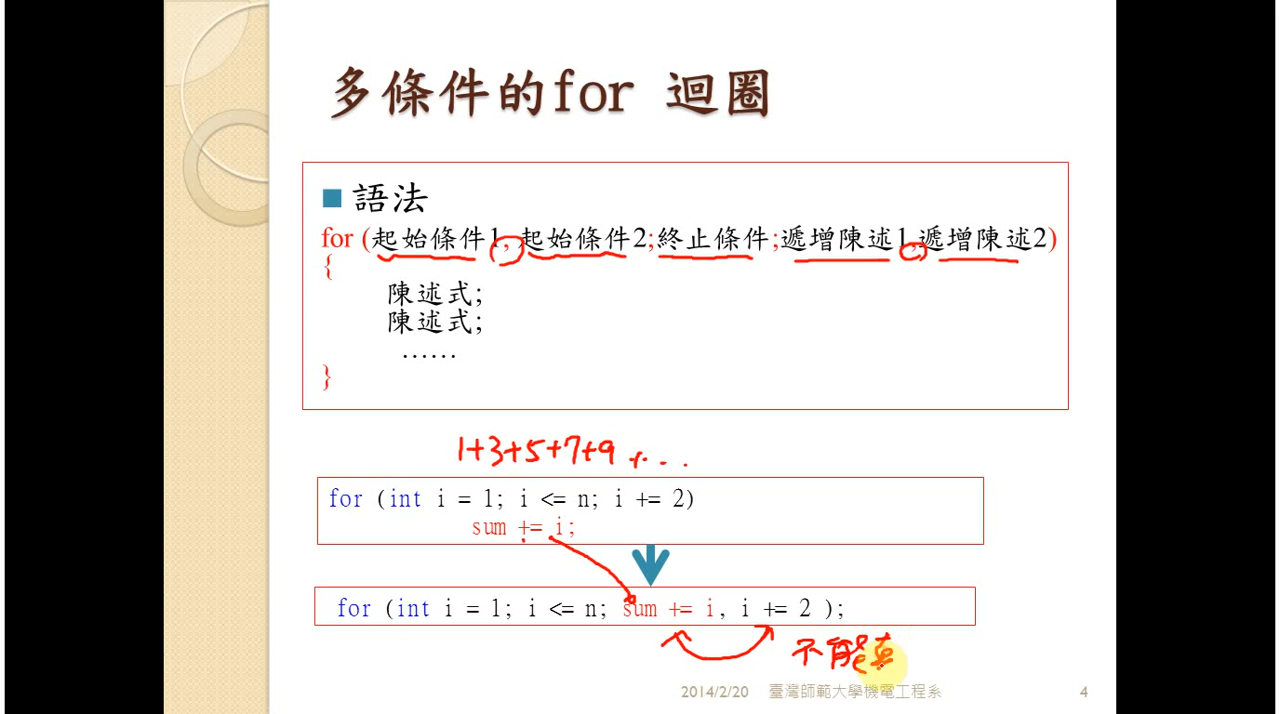 多條件的for 迴圈
語法
for (起始條件1, 起始條件2;終止條件;遞增陳述1,遞增陳述2)
{
陳述式;
陳述式;
……
}
1+3+5+7+9+...
for (int i = 1; i <= n; i += 2)
sum += i;
for (int i = 1; i <= n; sum += i, i += 2 );
不能
2014/2/20 臺灣師範大學機電工程系 4